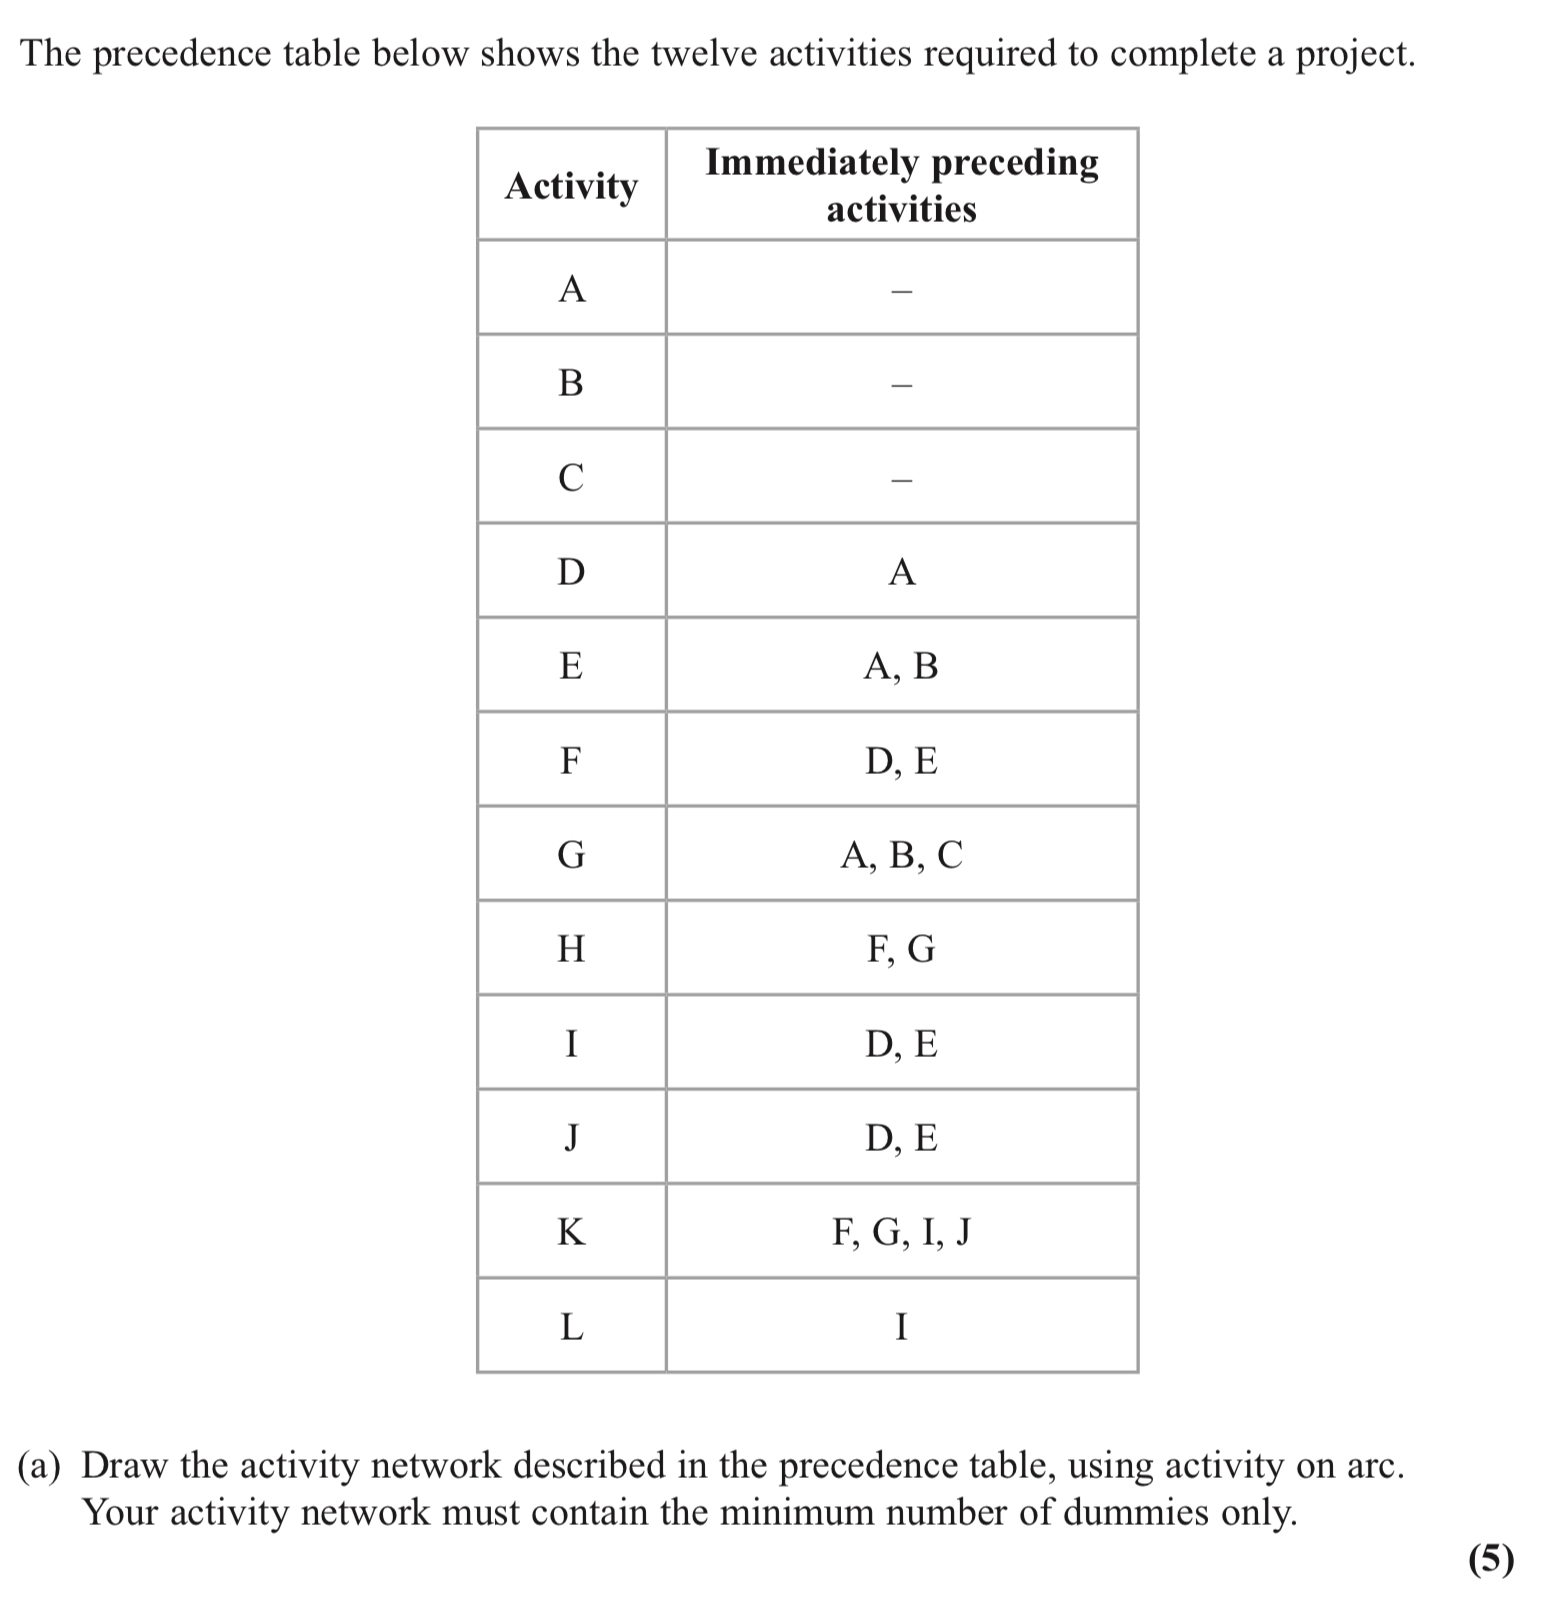 The precedence table below shows the twelve activities required to complete a project.
Activity Immediately preceding activities
A –
B –
C –
D A
E A, B
F D, E
G A, B, C
H F, G
I D, E
J D, E
K F, G, I, J
L I
(a) Draw the activity network described in the precedence table, using activity on arc.
Your activity network must contain the minimum number of dummies only.
(5)